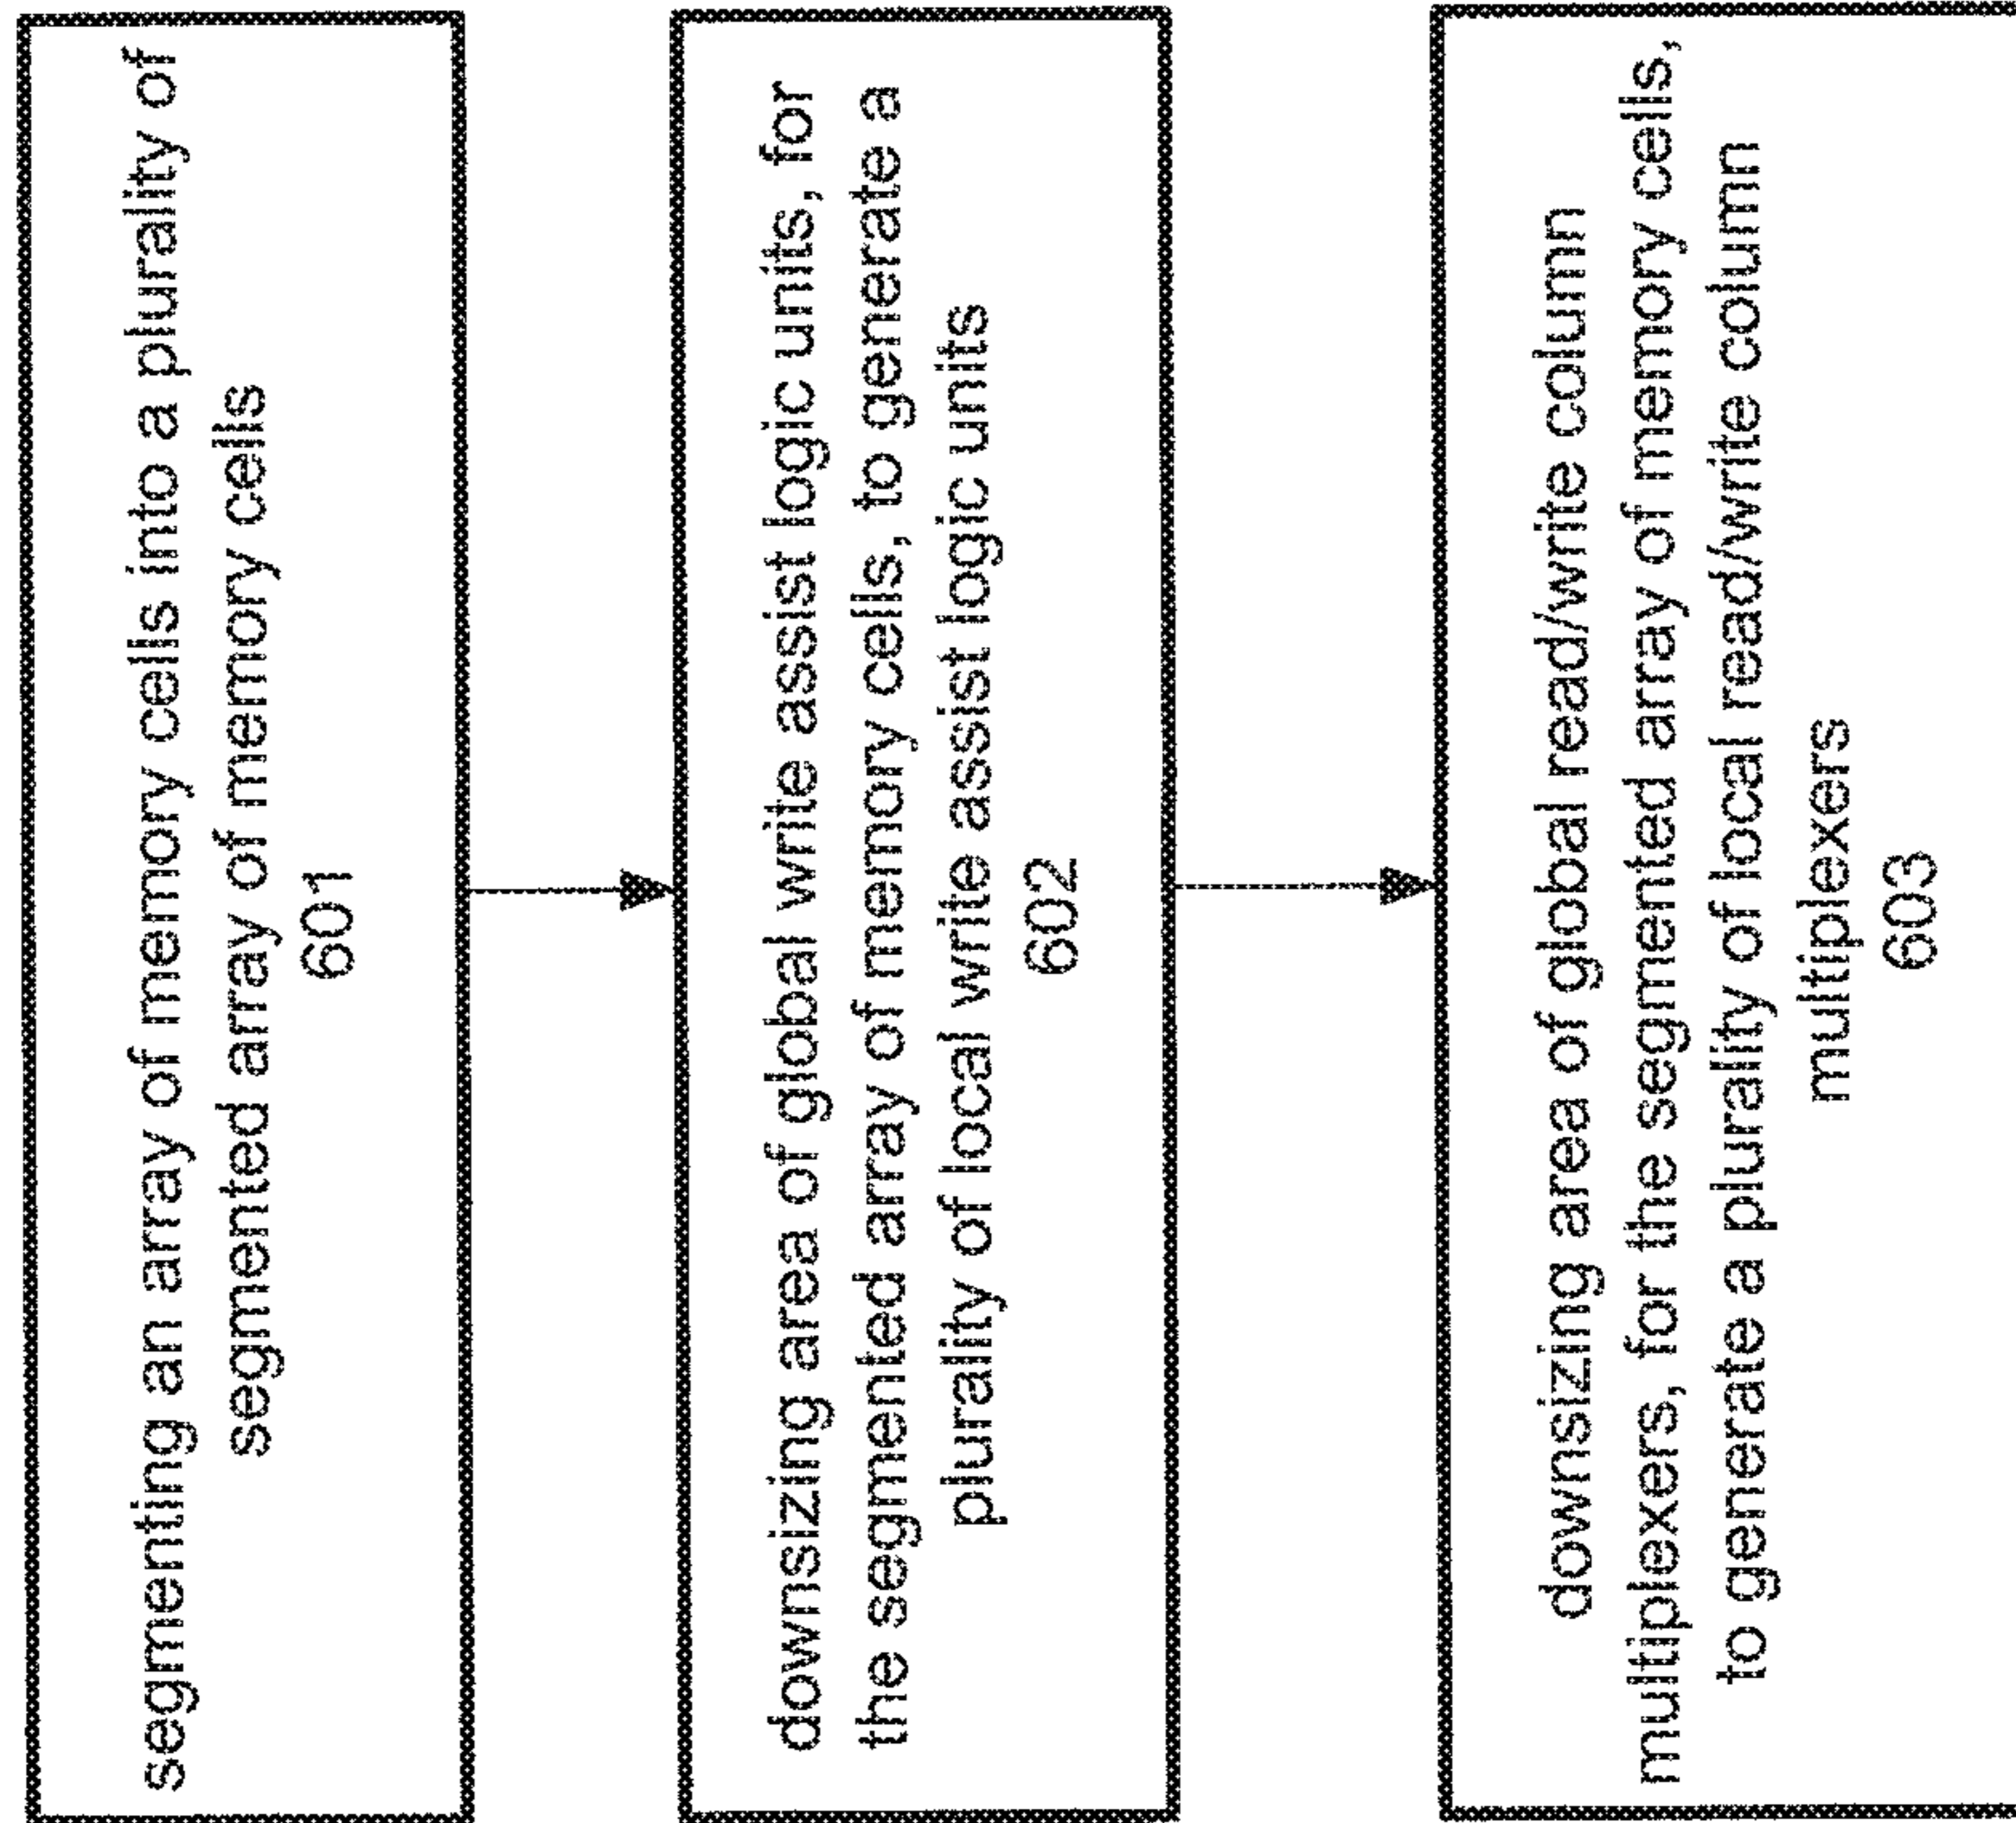 segmenting an array of memory cells into a plurality of
segmented array of memory cells
601
downsizing area of global write assist logic units, for
the segmented array of memory cells, to generate a
plurality of local write assist logic units
602
downsizing area of global read/write column
multiplexers, for the segmented array of memory cells,
to generate a plurality of local read/write column
multiplexers
603